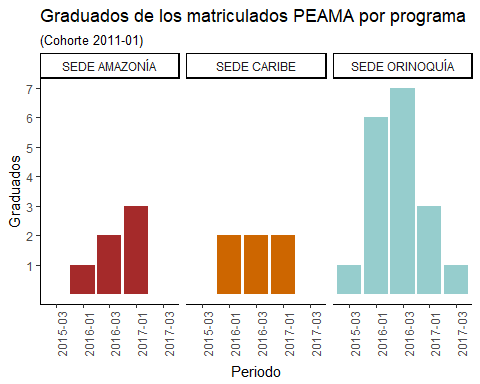 Graduados de los matriculados PEAMA por programa
(Cohorte 2011-01)
SEDE AMAZONÍA SEDE CARIBE SEDE ORINOQUÍA
7
6
5
4
3
2
1
Graduados
2015-03 2016-01 2016-03 2017-01 2017-03 2015-03 2016-01 2016-03 2017-01 2017-03 2015-03 2016-01 2016-03 2017-01 2017-03
Periodo